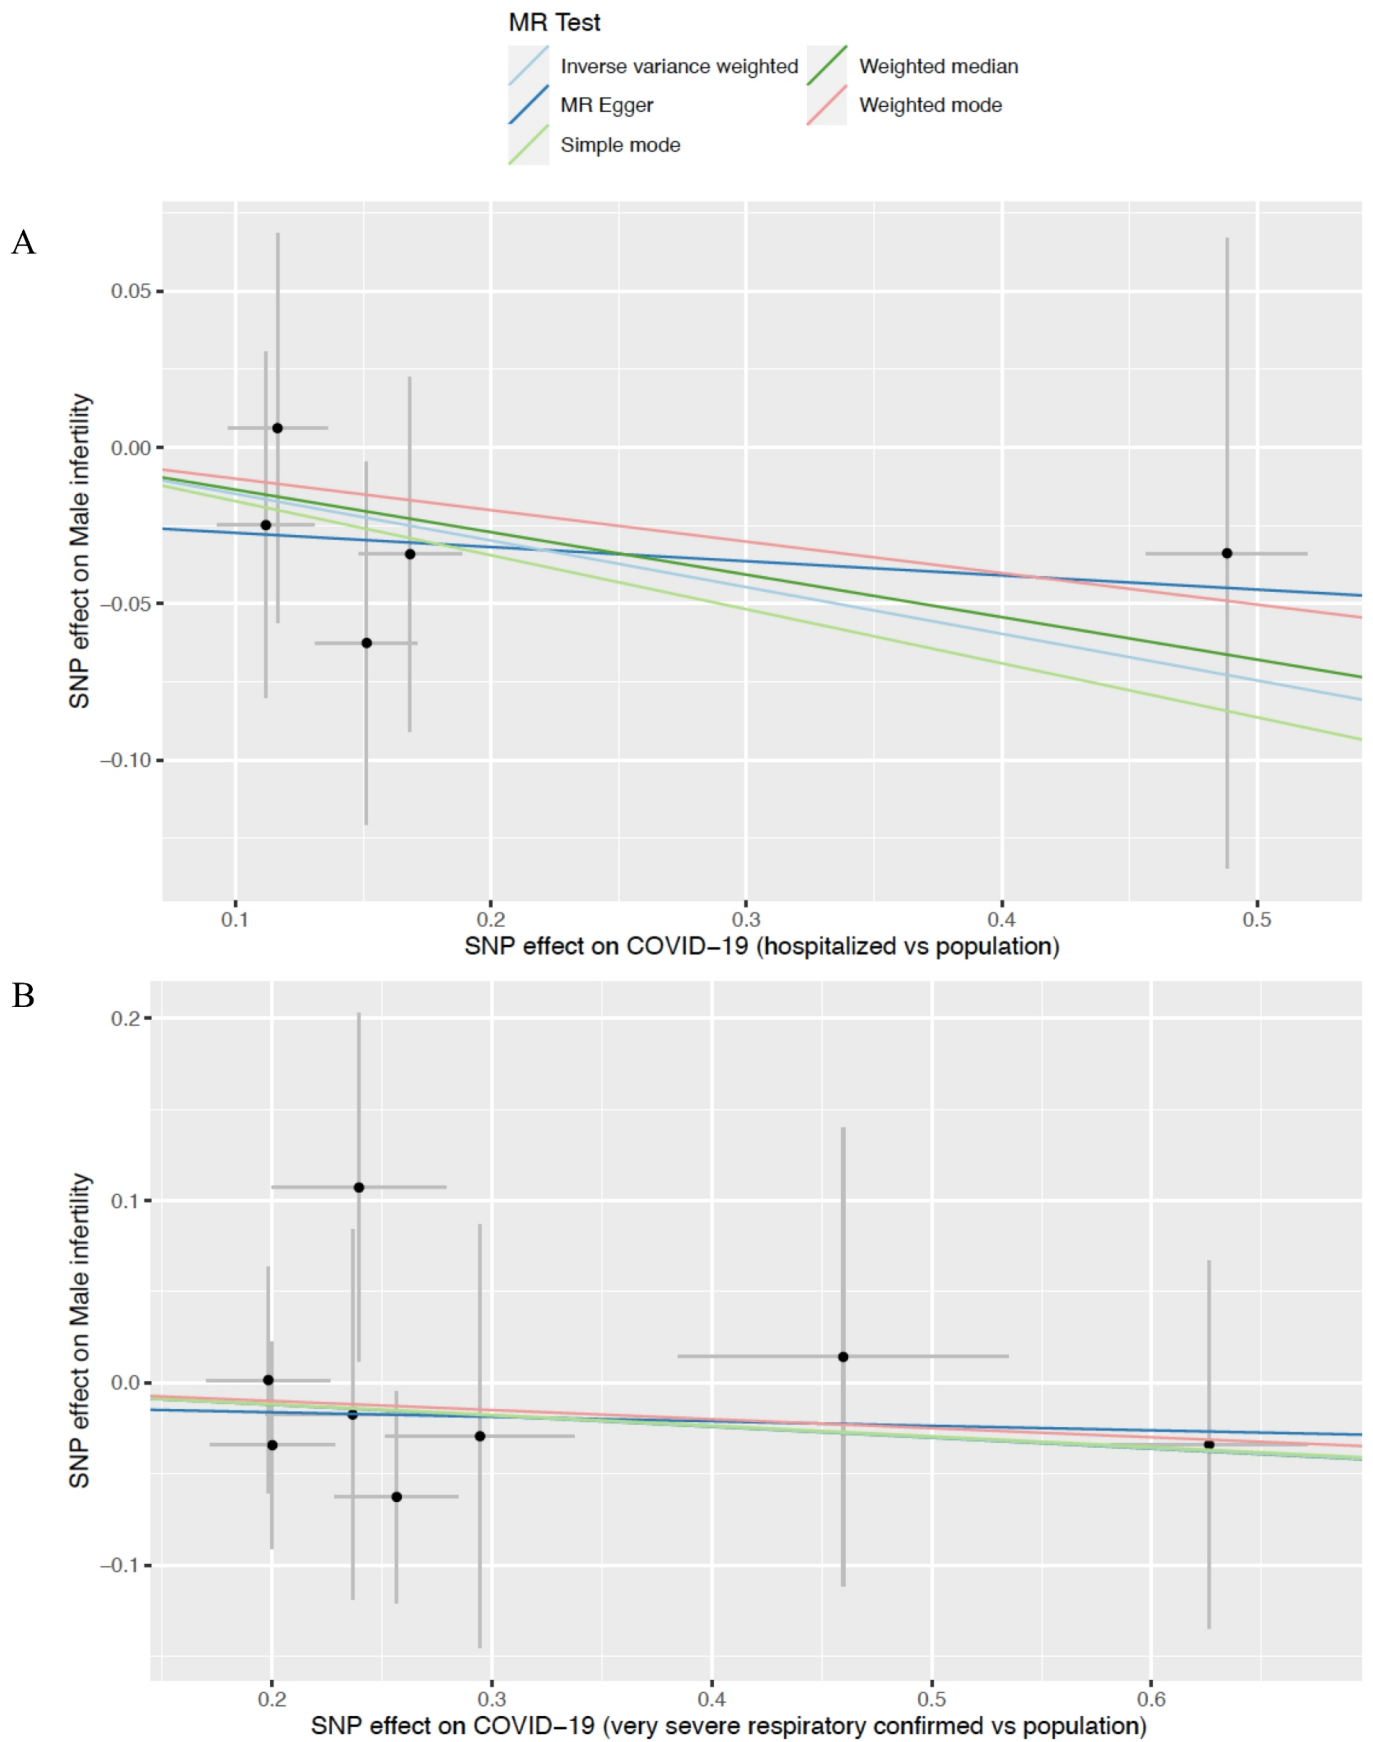 MR Test
Inverse variance weighted
Weighted median
MR Egger
Weighted mode
Simple mode
A
0.05
0.00
−0.05
−0.10
SNP effect on Male infertility
0.1
0.2
0.3
0.4
0.5
SNP effect on COVID−19 (hospitalized vs population)
B
0.2
0.1
0.0
−0.1
SNP effect on Male infertility
0.2
0.3
0.4
0.5
0.6
SNP effect on COVID−19 (very severe respiratory confirmed vs population)